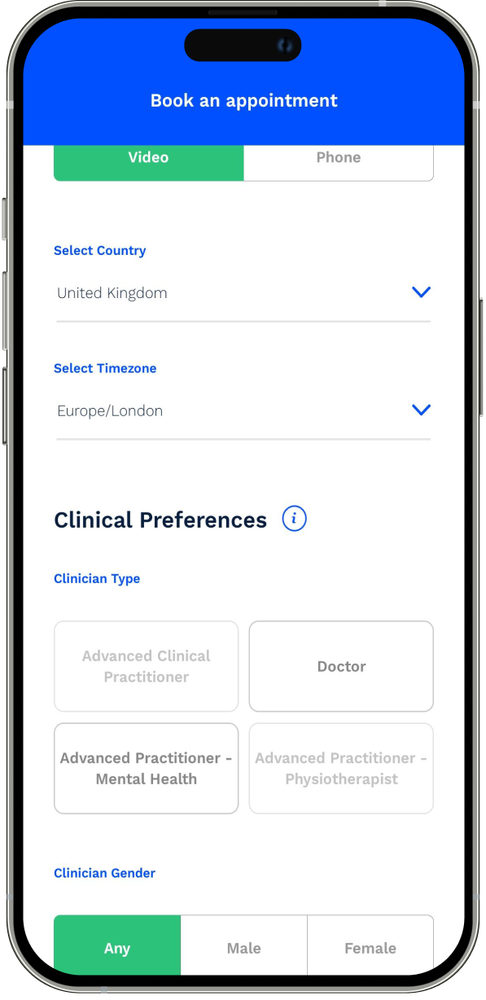 Book an appointment
Video
Phone
Select Country
United Kingdom
Select Timezone
Europe/London
Clinical Preferences i
Clinician Type
Advanced Clinical
Practitioner
Doctor
Advanced Practitioner -
Mental Health
Advanced Practitioner -
Physiotherapist
Clinician Gender
Any
Male
Female